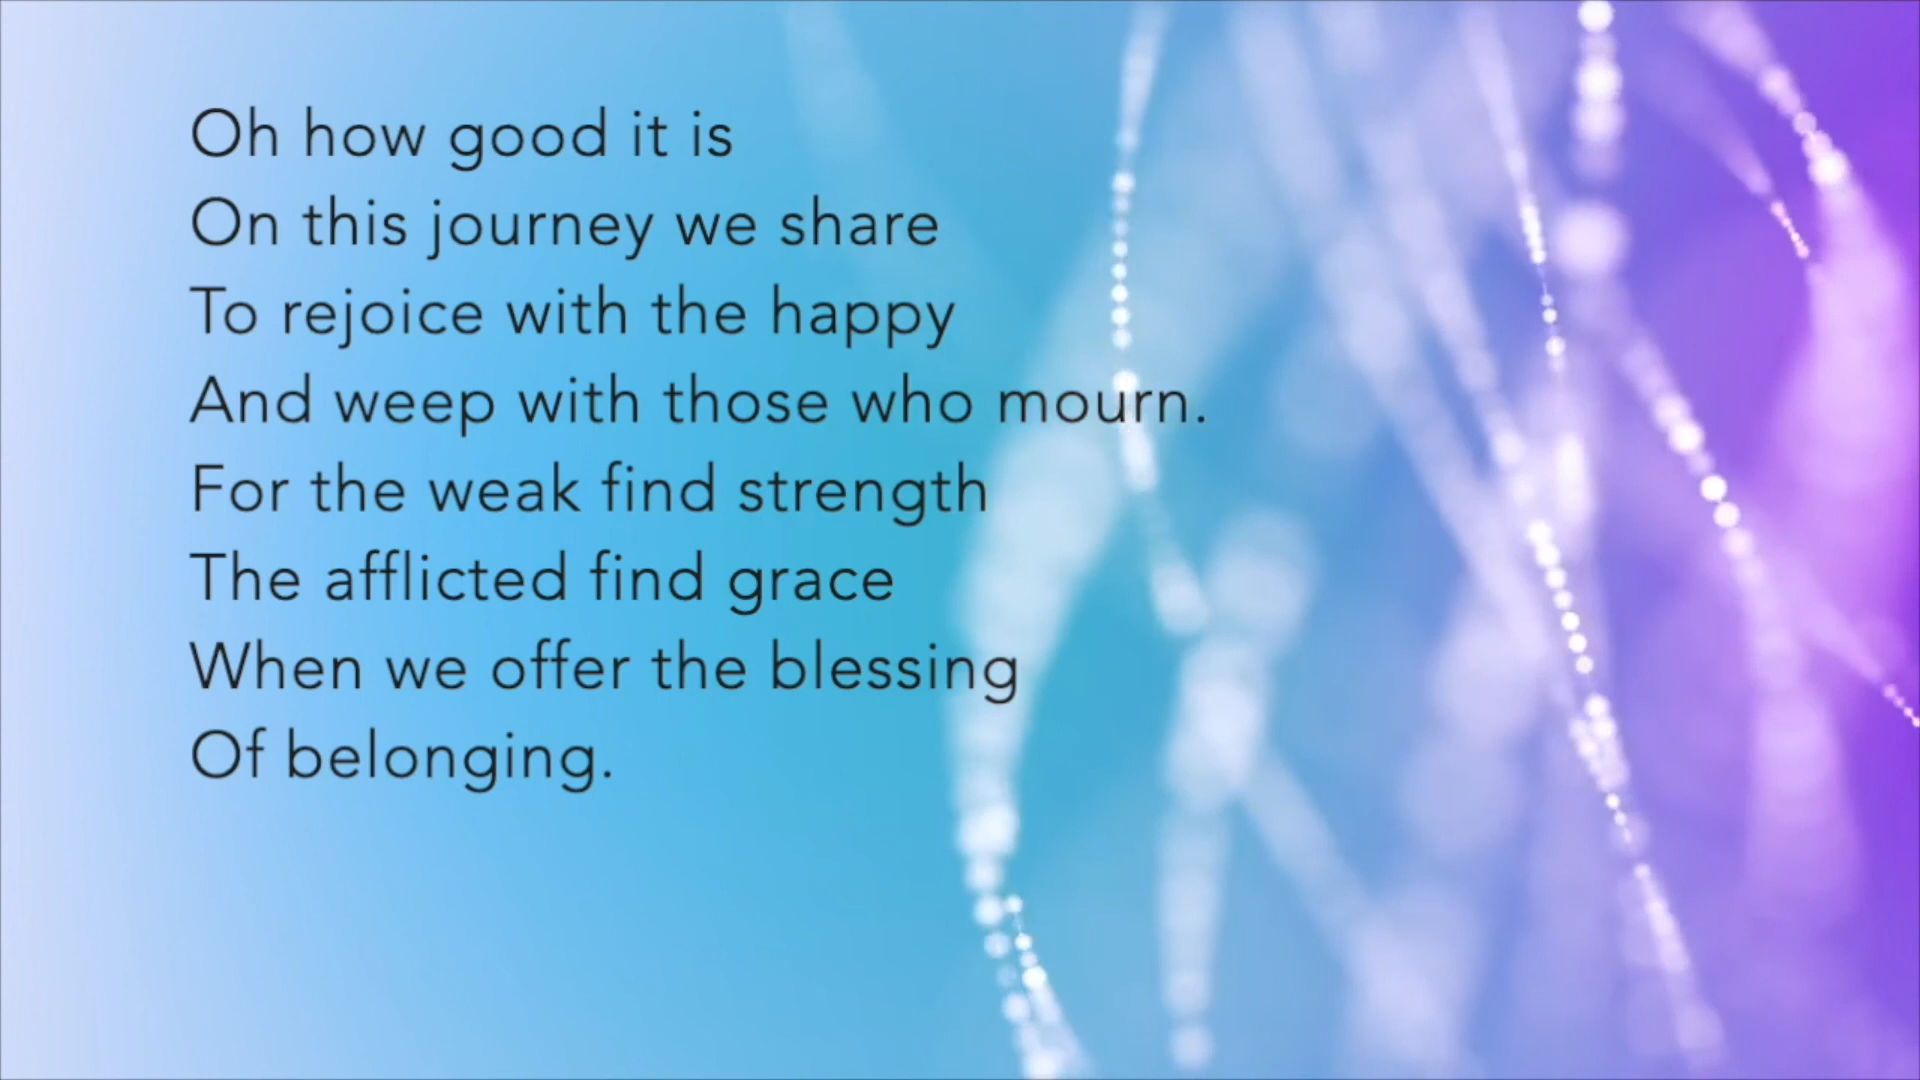 Oh how good it is
On this journey we share
To rejoice with the happy
And weep with those who mourn.
For the weak find strength
The afflicted find grace
When we offer the blessing
Of belonging.